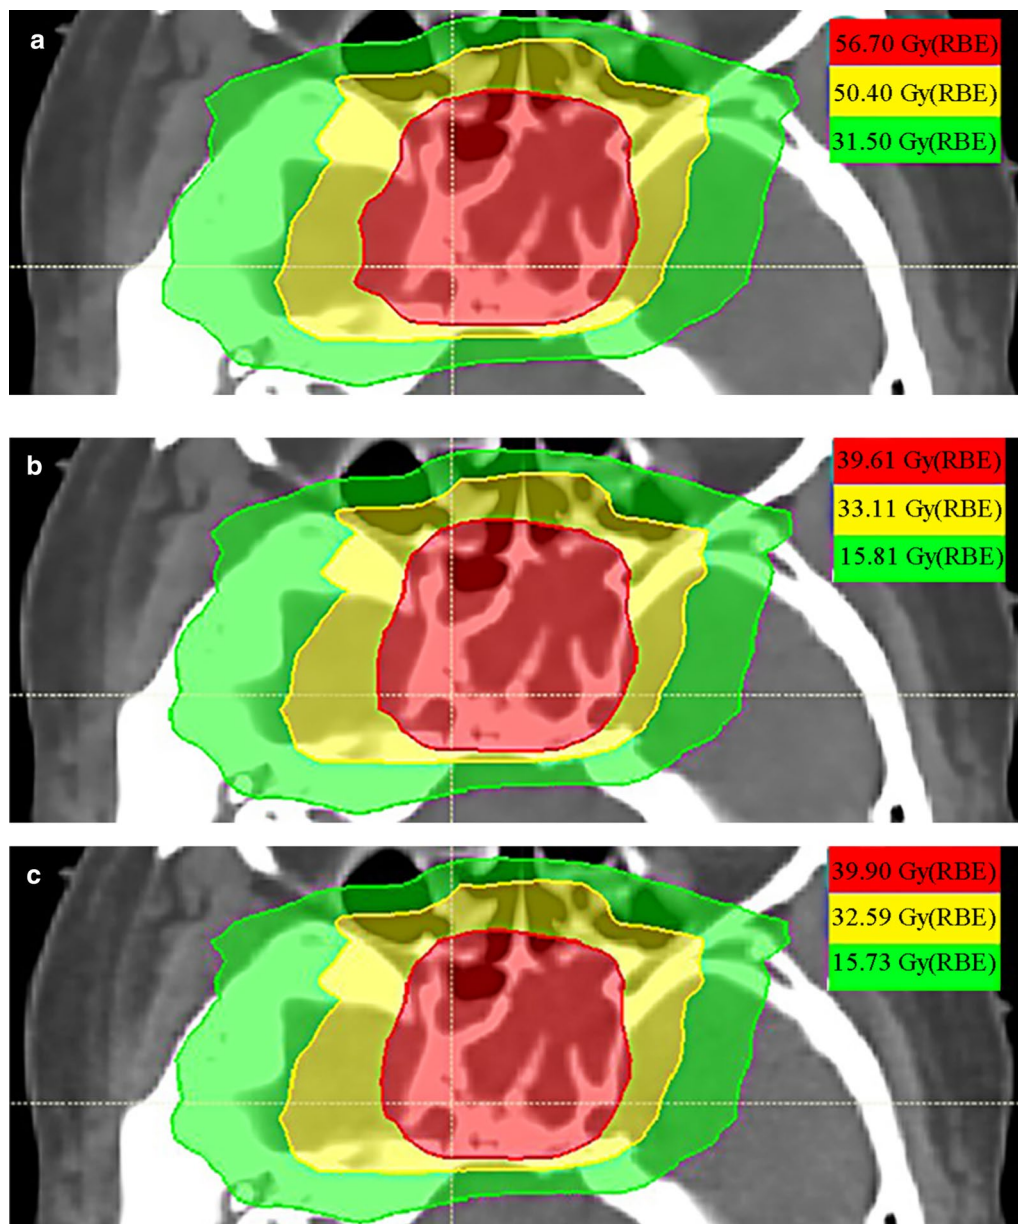 a
56.70 Gy(RBE)
50.40 Gy(RBE)
31.50 Gy(RBE)
b
39.61 Gy(RBE)
33.11 Gy(RBE)
15.81 Gy(RBE)
c
39.90 Gy(RBE)
32.59 Gy(RBE)
15.73 Gy(RBE)